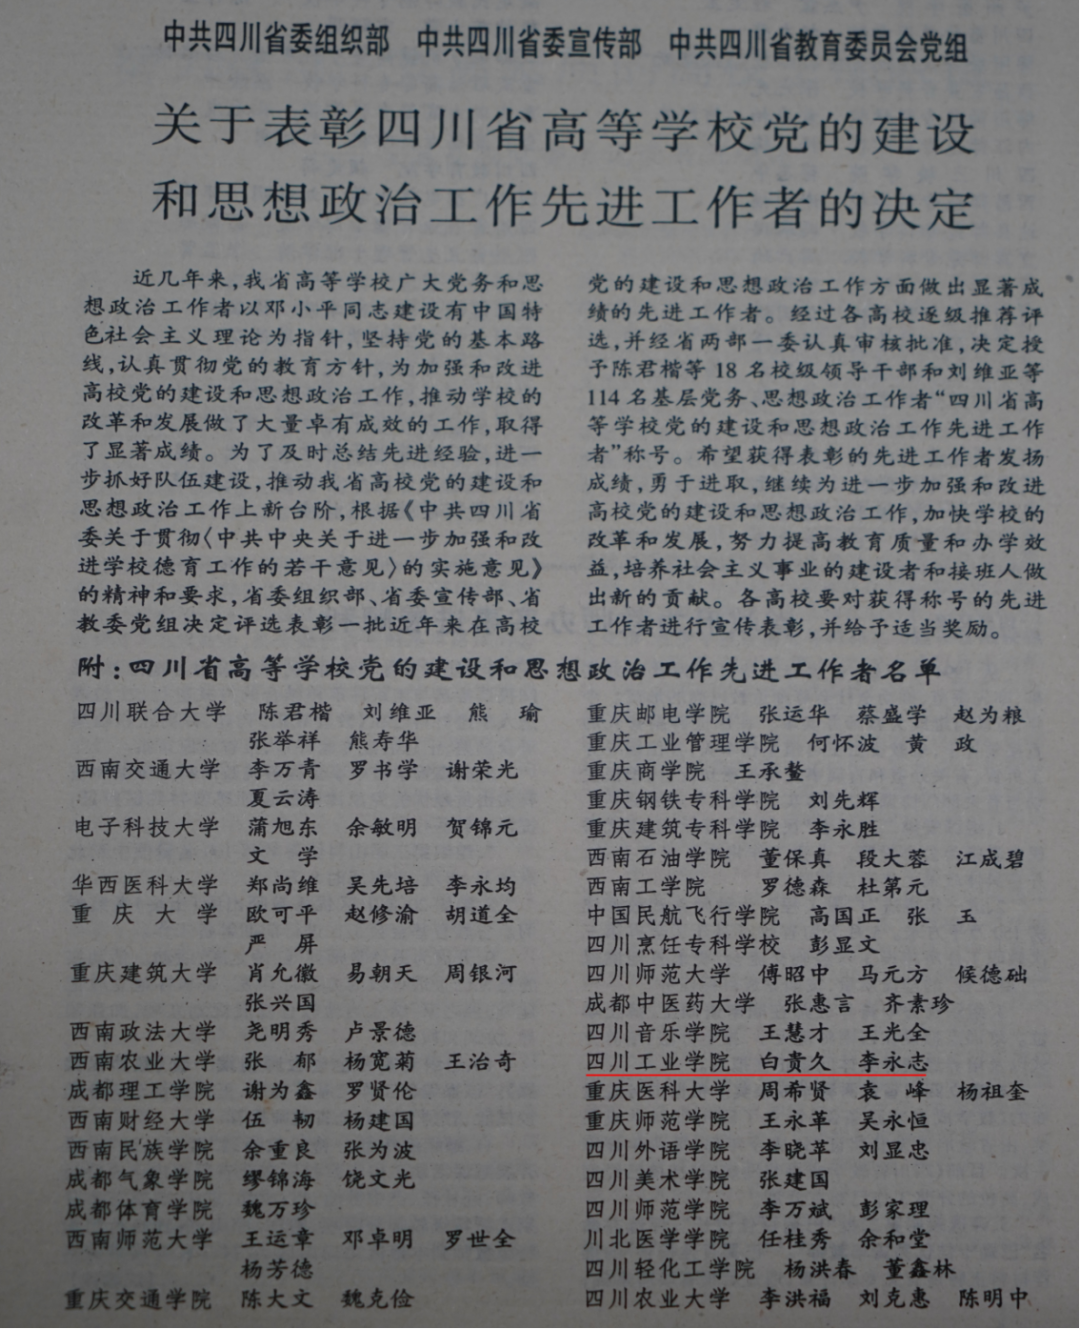 中共四川省委组织部 中共四川省委宣传部 中共四川省教育委员会党组
关于表彰四川省高等学校党的建设
和思想政治工作先进工作者的决定
近几年来,我省高等学校广大党务和思
想政治工作者以邓小平同志建设有中国特
色社会主义理论为指针,坚持党的基本路
线,认真贯彻党的教育方针,为加强和改进
高校党的建设和思想政治工作,推动学校的
改革和发展做了大量卓有成效的工作,取得
了显著成绩。为了及时总结先进经验,进一
步抓好队伍建设,推动我省高校党的建设和
思想政治工作上新台阶,根据《中共四川省
委关于贯彻〈中共中央关于进一步加强和改
进学校德育工作的若干意见〉的实施意见》
的精神和要求,省委组织部、省委宣传部、省
教委党组决定评选表彰一批近年来在高校
党的建设和思想政治工作方面做出显著成
绩的先进工作者。经过各高校逐级推荐评
选,并经省两部一委认真审核批准,决定授
予陈君楷等 18 名校级领导干部和刘维亚等
114 名基层党务、思想政治工作者“四川省高
等学校党的建设和思想政治工作先进工作
者”称号。希望获得表彰的先进工作者发扬
成绩,勇于进取,继续为进一步加强和改进
高校党的建设和思想政治工作,加快学校的
改革和发展,努力提高教育质量和办学效
益,培养社会主义事业的建设者和接班人做
出新的贡献。各高校要对获得称号的先进
工作者进行宣传表彰,并给予适当奖励。
附:四川省高等学校党的建设和思想政治工作先进工作者名单
四川联合大学 陈君楷 刘维亚 熊 瑜
张举祥 熊寿华
西南交通大学 李万青 罗书学 谢荣光
夏云涛
电子科技大学 蒲旭东 余敏明 贺锦元
文 学
华西医科大学 郑尚维 吴先培 李永均
重 庆 大 学 欧可平 赵修渝 胡道全
严 屏
重庆建筑大学 肖允徽 易朝天 周银河
张兴国
西南政法大学 尧明秀 卢景德
西南农业大学 张 郁 杨宽菊 王治奇
成都理工学院 谢为鑫 罗贤伦
西南财经大学 伍 韧 杨建国
西南民族学院 余重良 张为波
成都气象学院 缪锦海 饶文光
成都体育学院 魏万珍
西南师范大学 王运章 邓卓明 罗世全
杨芳德
重庆交通学院 陈大文 魏克俭
重庆邮电学院 张运华 蔡盛学 赵为粮
重庆工业管理学院 何怀波 黄 政
重庆商学院 王承鳌
重庆钢铁专科学院 刘先辉
重庆建筑专科学院 李永胜
西南石油学院 董保真 段大蓉 江成碧
西南工学院 罗德森 杜第元
中国民航飞行学院 高国正 张 玉
四川烹饪专科学校 彭显文
四川师范大学 傅昭中 马元方 候德础
成都中医药大学 张惠言 齐素珍
四川音乐学院 王慧才 王光全
四川工业学院 白贵久 李永志
重庆医科大学 周希贤 袁 峰 杨祖奎
重庆师范学院 王永革 吴永恒
四川外语学院 李晓苹 刘显忠
四川美术学院 张建国
四川师范学院 李万斌 彭家理
川北医学学院 任桂秀 余和堂
四川轻化工学院 杨洪春 董鑫林
四川农业大学 李洪福 刘克惠 陈明中